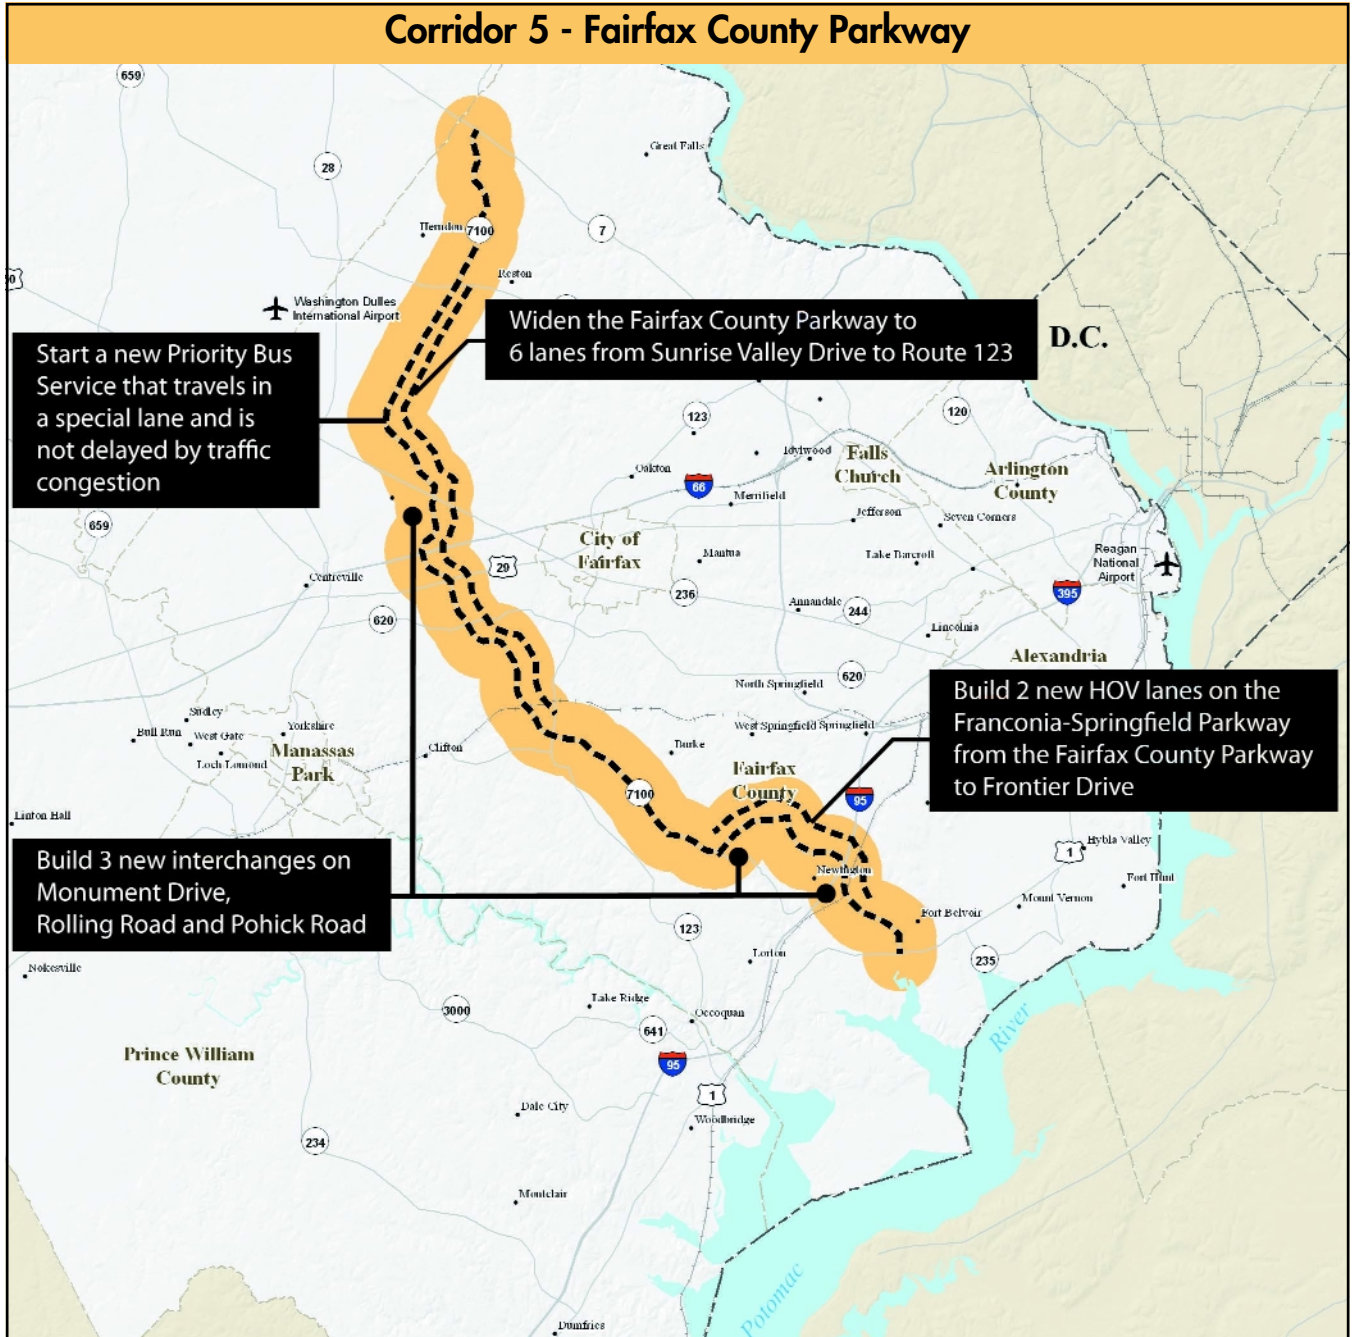 Corridor 5 - Fairfax County Parkway
659
Great Falls
28
Herndon
7100
7
Reston
Washington Dulles
International Airport
Widen the Fairfax County Parkway to
6 lanes from Sunrise Valley Drive to Route 123
D.C.
Start a new Priority Bus
Service that travels in
a special lane and is
not delayed by traffic
congestion
123
120
Idylwood
Falls
Church
Oakton
66
Arlington
County
Merrifield
Jefferson
Seven Corners
659
City of
Fairfax
Mantua
Lake Barcroft
Reagan
National
Airport
29
Centreville
236
395
Annandale
244
620
Lincolnia
Alexandria
620
North Springfield
Build 2 new HOV lanes on the
Franconia-Springfield Parkway
from the Fairfax County Parkway
to Frontier Drive
Sudley
Bull Run
West Gate
Yorkshire
Loch Lomond
Manassas
Park
Clifton
West Springfield
Springfield
Burke
Fairfax
County
7100
95
Linton Hall
1
Hybla Valley
Build 3 new interchanges on
Monument Drive,
Rolling Road and Pohick Road
Newington
Fort Hunt
Mount Vernon
Fort Belvoir
123
Lorton
235
Nokesville
Lake Ridge
3000
Occoquan
641
River
Prince William
County
95
1
Dale City
Woodbridge
234
Montclair
Potomac
Dumfries